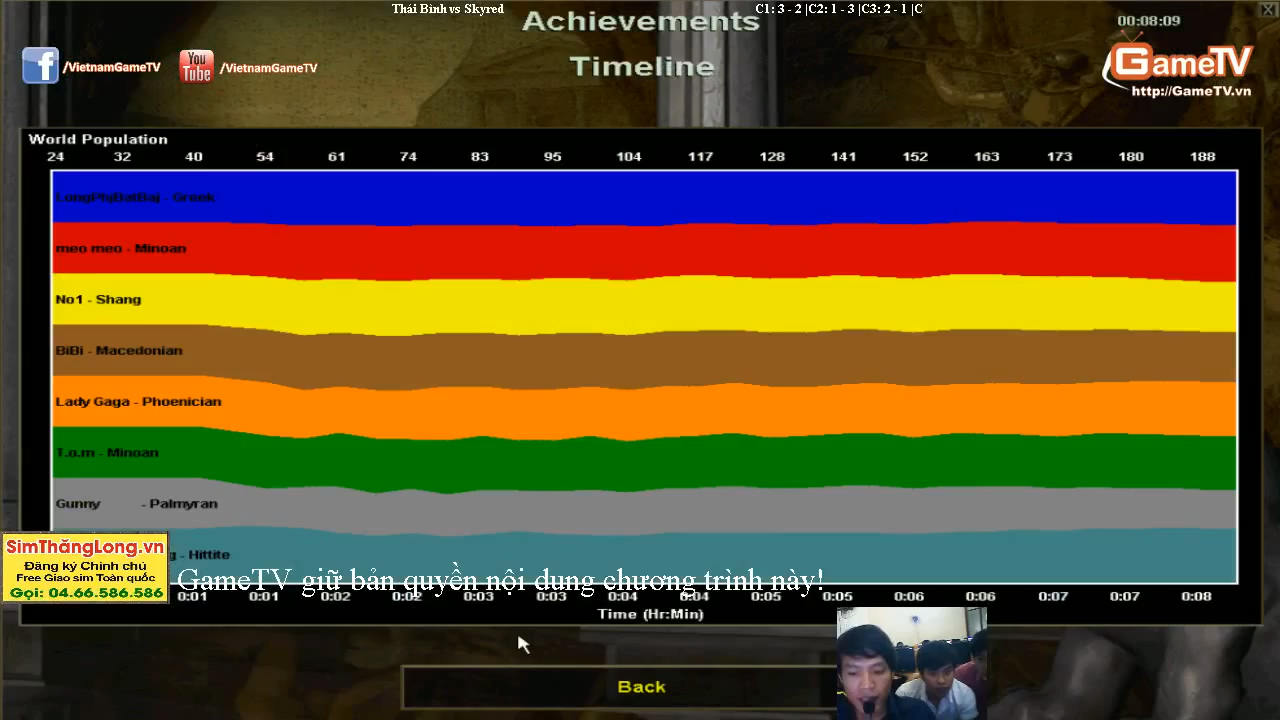 Thái Bình vs Skyred
C1: 3 - 2 |C2: 1 - 3 |C3: 2 - 1 |C
Achievements
00:08:09
Timeline
/VietnamGameTV
You Tube
/VietnamGameTV
GameTV
http://GameTV.vn
World Population
24 32 40 54 61 74 83 95 104 117 128 141 152 163 173 180 188
LongPhiBatBai - Greek
meo meo - Minoan
No1 - Shang
BiBi - Macedonian
Lady Gaga - Phoenician
T.o.m - Minoan
Gunny - Palmyran
g - Hittite
SimThăngLong.vn
Đăng ký Chính chủ
Free Giao sim Toàn quốc
Gọi: 04.66.586.586
GameTV giữ bản quyền nội dung chương trình này!
0:01 0:01 0:02 0:02 0:03 0:03 0:04 0:04 0:05 0:05 0:06 0:06 0:07 0:07 0:08
Time (Hr:Min)
Back